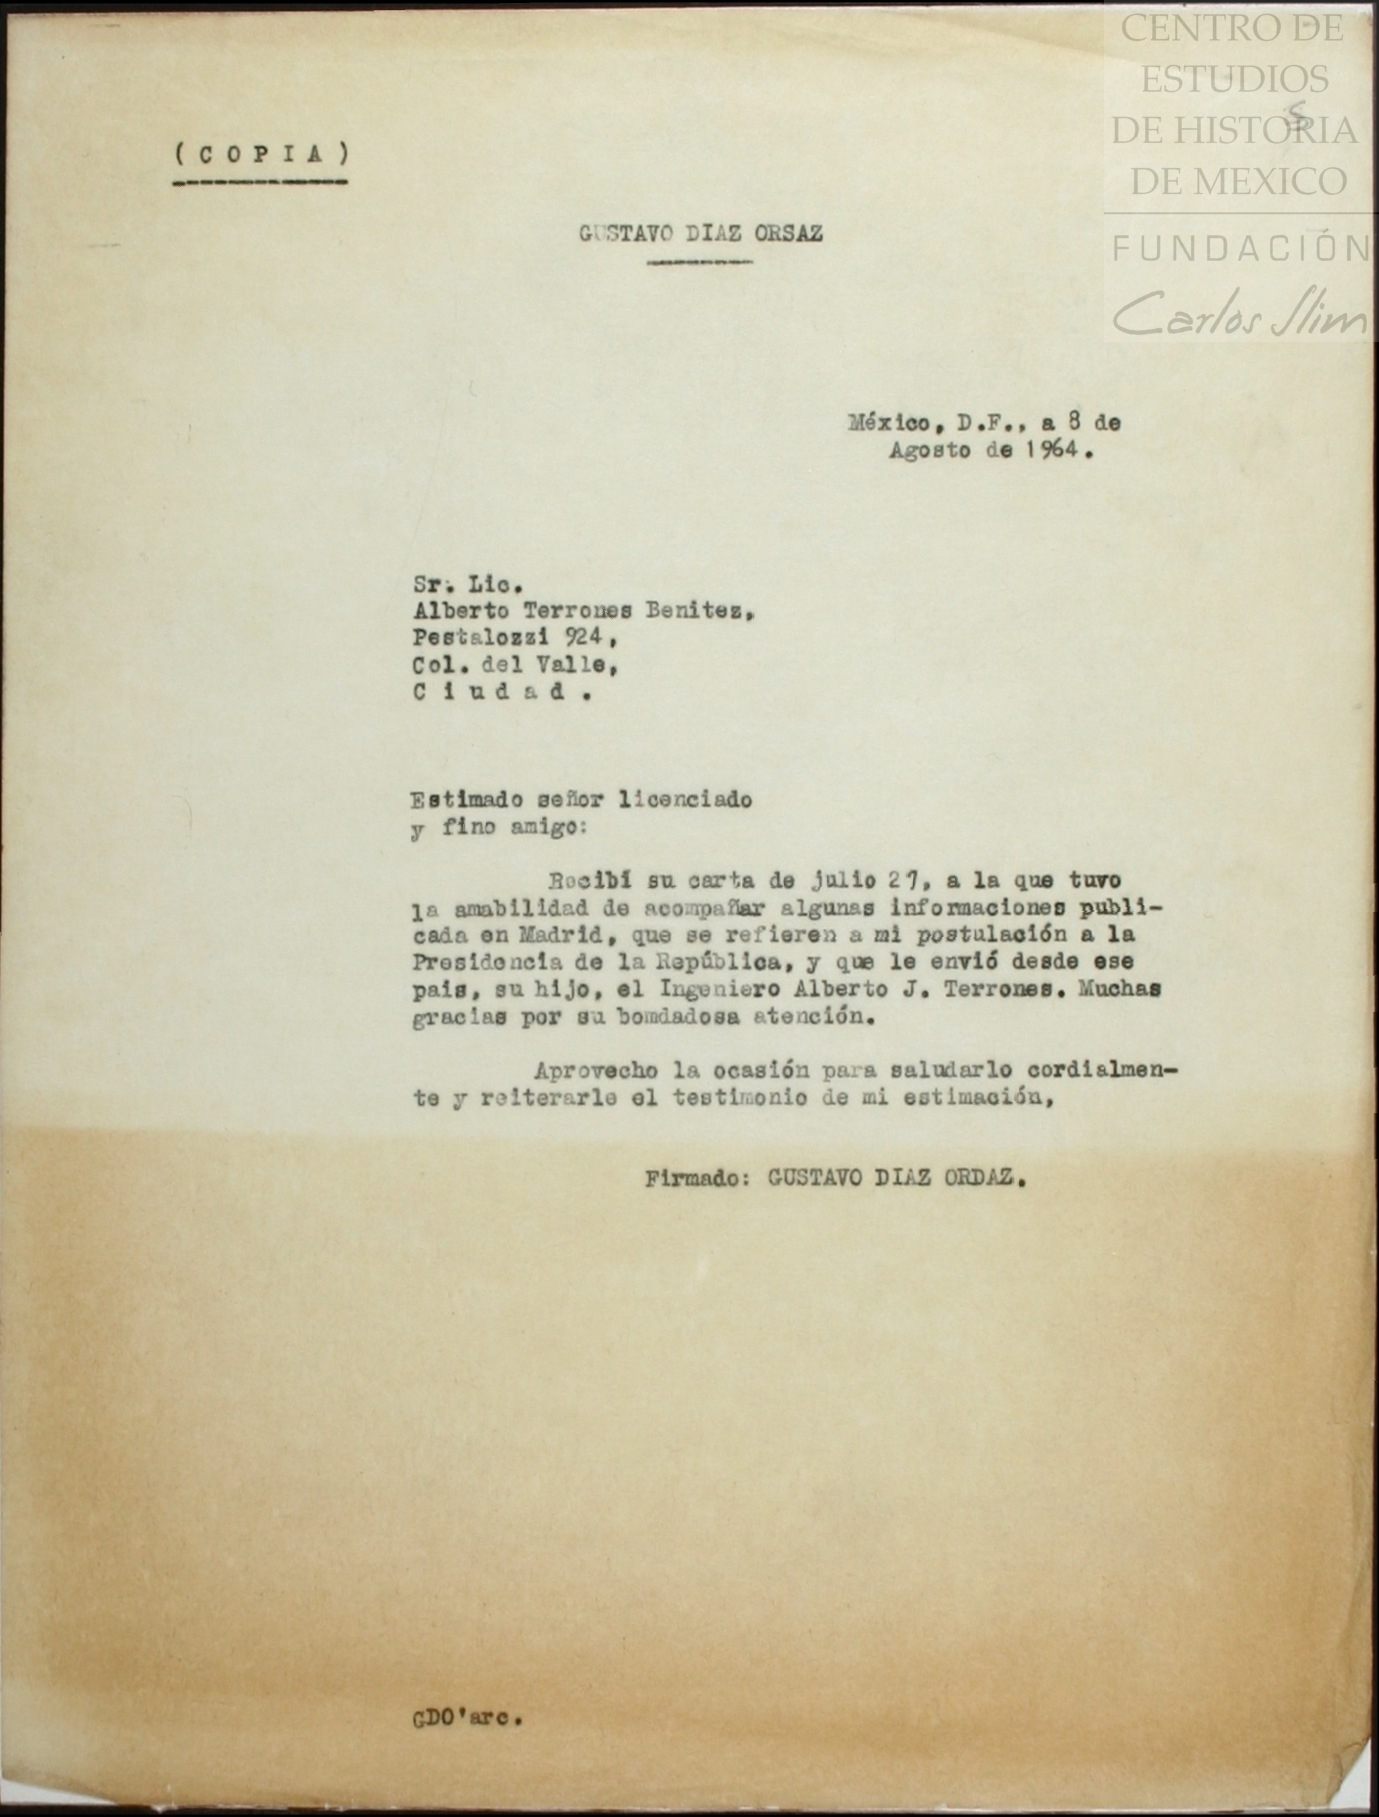 CENTRO DE
ESTUDIOS
DE HISTORIA
DE MEXICO
FUNDACIÓN
Carlos Slim
(COPIA)
GUSTAVO DIAZ ORSAZ
México, D.F., a 8 de
Agosto de 1964.
Sr. Lic.
Alberto Terrones Benitez,
Pestalozzi 924,
Col. del Valle,
C i u d a d .
Estimado señor licenciado
y fino amigo:
Recibí su carta de julio 27, a la que tuvo
la amabilidad de acompañar algunas informaciones publi-
cada en Madrid, que se refieren a mi postulación a la
Presidencia de la República, y que le envió desde ese
pais, su hijo, el Ingeniero Alberto J. Terrones. Muchas
gracias por su bomdadosa atención.
Aprovecho la ocasión para saludarlo cordialmen-
te y reiterarle el testimonio de mi estimación,
Firmado: GUSTAVO DIAZ ORDAZ.
GDO'arc.